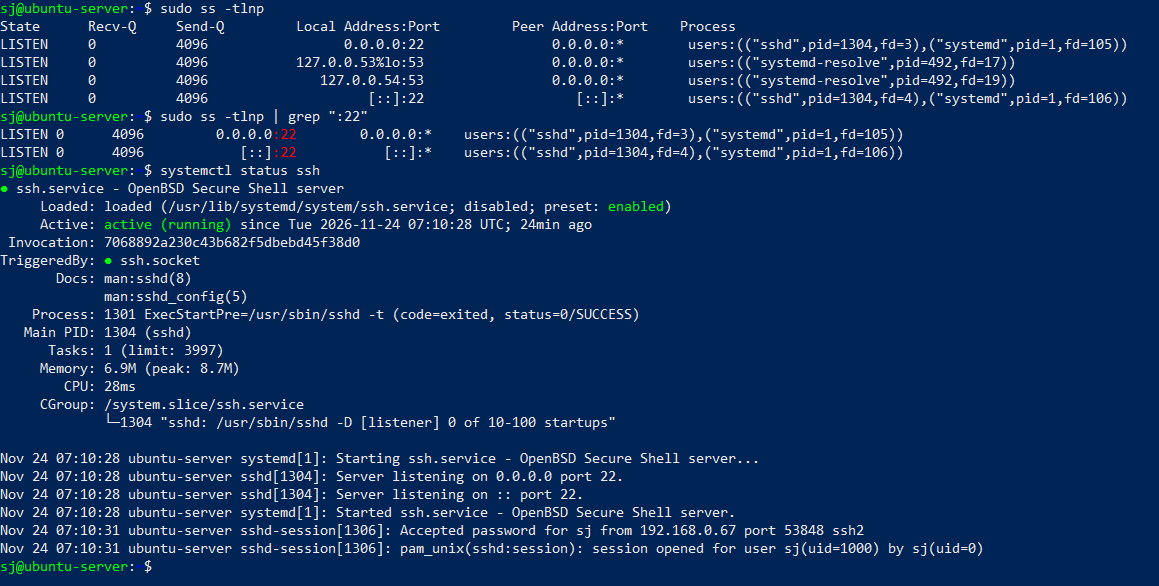 sj@ubuntu-server: $ sudo ss -tlnp
State Recv-Q Send-Q Local Address:Port Peer Address:Port Process
LISTEN 0 4096 0.0.0.0:22 0.0.0.0:* users:(("sshd",pid=1304,fd=3),("systemd",pid=1,fd=105))
LISTEN 0 4096 127.0.0.53%lo:53 0.0.0.0:* users:(("systemd-resolve",pid=492,fd=17))
LISTEN 0 4096 127.0.0.54:53 0.0.0.0:* users:(("systemd-resolve",pid=492,fd=19))
LISTEN 0 4096 [::]:22 [::]:* users:(("sshd",pid=1304,fd=4),("systemd",pid=1,fd=106))
sj@ubuntu-server: $ sudo ss -tlnp | grep ":22"
LISTEN 0 4096 0.0.0.0:22 0.0.0.0:* users:(("sshd",pid=1304,fd=3),("systemd",pid=1,fd=105))
LISTEN 0 4096 [::]:22 [::]:* users:(("sshd",pid=1304,fd=4),("systemd",pid=1,fd=106))
sj@ubuntu-server: $ systemctl status ssh
● ssh.service - OpenBSD Secure Shell server
Loaded: loaded (/usr/lib/systemd/system/ssh.service; disabled; preset: enabled)
Active: active (running) since Tue 2026-11-24 07:10:28 UTC; 24min ago
Invocation: 7068892a230c43b682f5dbebd45f38d0
TriggeredBy: ● ssh.socket
Docs: man:sshd(8)
man:sshd_config(5)
Process: 1301 ExecStartPre=/usr/sbin/sshd -t (code=exited, status=0/SUCCESS)
Main PID: 1304 (sshd)
Tasks: 1 (limit: 3997)
Memory: 6.9M (peak: 8.7M)
CPU: 28ms
CGroup: /system.slice/ssh.service
└─1304 "sshd: /usr/sbin/sshd -D [listener] 0 of 10-100 startups"
Nov 24 07:10:28 ubuntu-server systemd[1]: Starting ssh.service - OpenBSD Secure Shell server...
Nov 24 07:10:28 ubuntu-server sshd[1304]: Server listening on 0.0.0.0 port 22.
Nov 24 07:10:28 ubuntu-server sshd[1304]: Server listening on :: port 22.
Nov 24 07:10:28 ubuntu-server systemd[1]: Started ssh.service - OpenBSD Secure Shell server.
Nov 24 07:10:31 ubuntu-server sshd-session[1306]: Accepted password for sj from 192.168.0.67 port 53848 ssh2
Nov 24 07:10:31 ubuntu-server sshd-session[1306]: pam_unix(sshd:session): session opened for user sj(uid=1000) by sj(uid=0)
sj@ubuntu-server: $